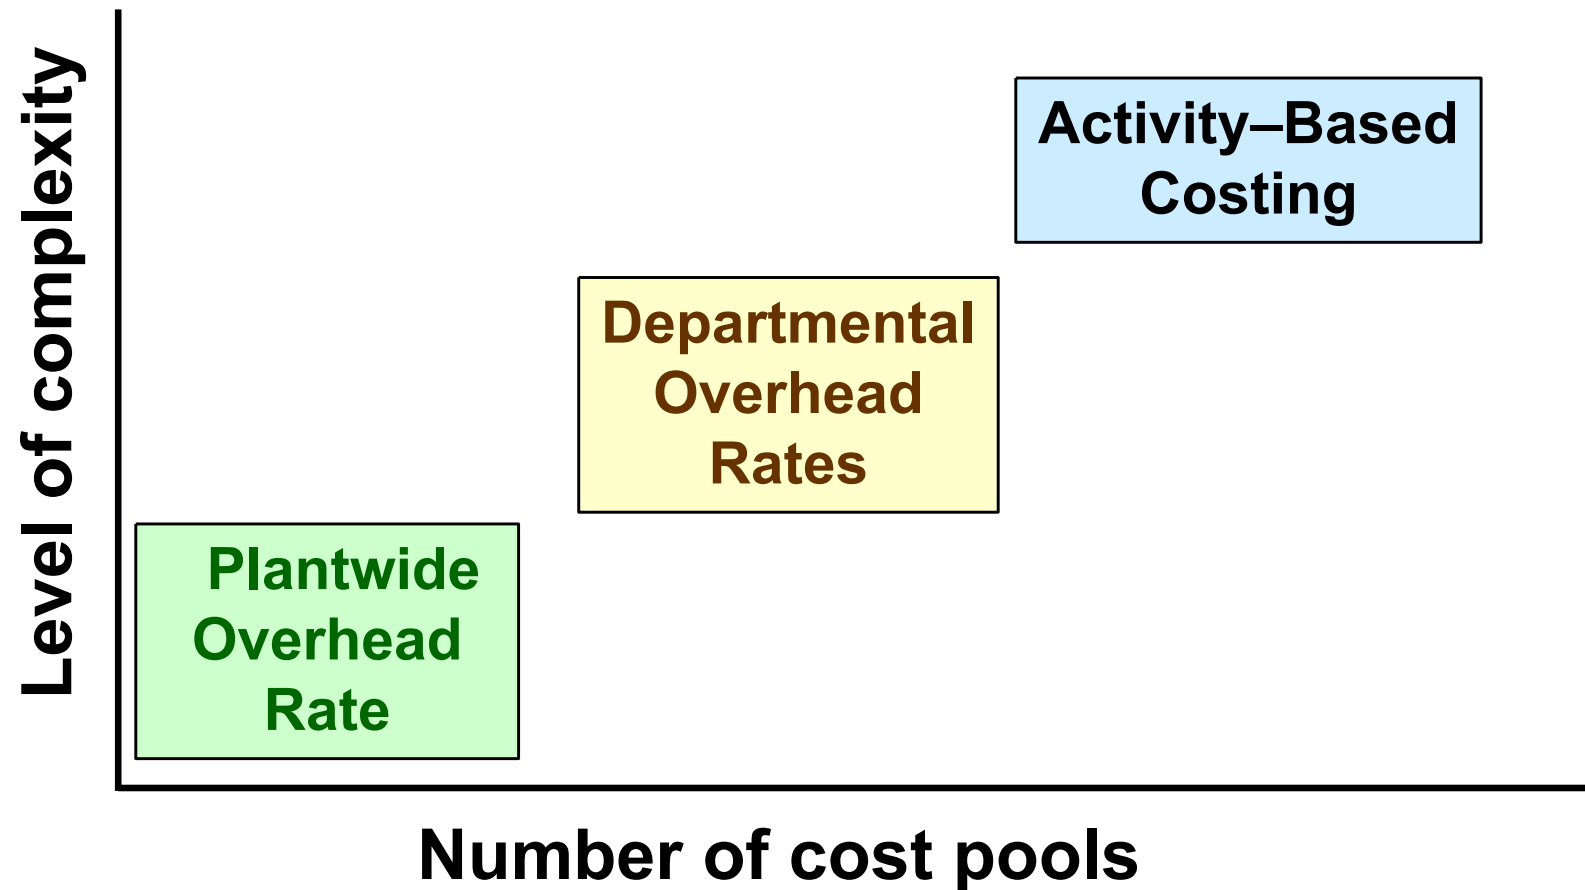 Level of complexity
Activity–Based
Costing
Departmental
Overhead
Rates
Plantwide
Overhead
Rate
Number of cost pools